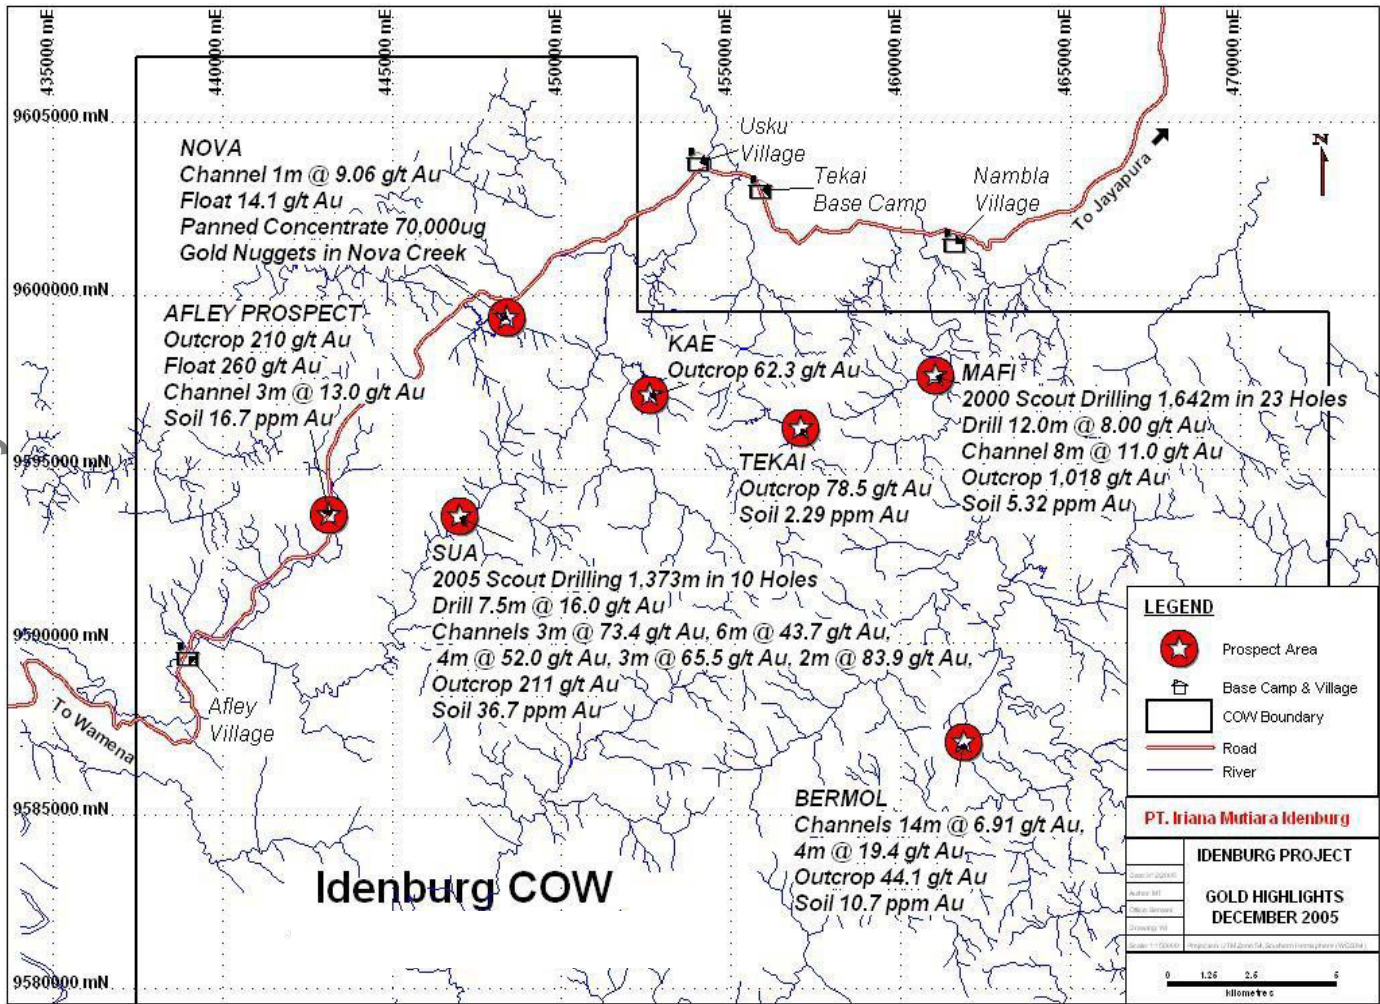 435000 mE
440000 mE
445000 mE
450000 mE
455000 mE
460000 mE
465000 mE
470000 mE
9605000 mN
9600000 mN
9595000 mN
9590000 mN
9585000 mN
9580000 mN
N
NOVA
Channel 1m @ 9.06 g/t Au
Float 14.1 g/t Au
Panned Concentrate 70,000ug
Gold Nuggets in Nova Creek
Usku
Village
Tekai
Base Camp
Nambla
Village
To Jayapura
AFLEY PROSPECT
Outcrop 210 g/t Au
Float 260 g/t Au
Channel 3m @ 13.0 g/t Au
Soil 16.7 ppm Au
KAE
Outcrop 62.3 g/t Au
MAFI
2000 Scout Drilling 1,642m in 23 Holes
Drill 12.0m @ 8.00 g/t Au
Channel 8m @ 11.0 g/t Au
Outcrop 1,018 g/t Au
Soil 5.32 ppm Au
TEKAI
Outcrop 78.5 g/t Au
Soil 2.29 ppm Au
SUA
2005 Scout Drilling 1,373m in 10 Holes
Drill 7.5m @ 16.0 g/t Au
Channels 3m @ 73.4 g/t Au, 6m @ 43.7 g/t Au,
4m @ 52.0 g/t Au, 3m @ 65.5 g/t Au, 2m @ 83.9 g/t Au,
Outcrop 211 g/t Au
Soil 36.7 ppm Au
Afley
Village
To Wamena
BERMOL
Channels 14m @ 6.91 g/t Au,
4m @ 19.4 g/t Au
Outcrop 44.1 g/t Au
Soil 10.7 ppm Au
Idenburg COW
LEGEND
Prospect Area
Base Camp & Village
COW Boundary
Road
River
PT. Iriana Mutiara Idenburg
IDENBURG PROJECT
GOLD HIGHLIGHTS
DECEMBER 2005
0 1.25 2.5 5
kilometres